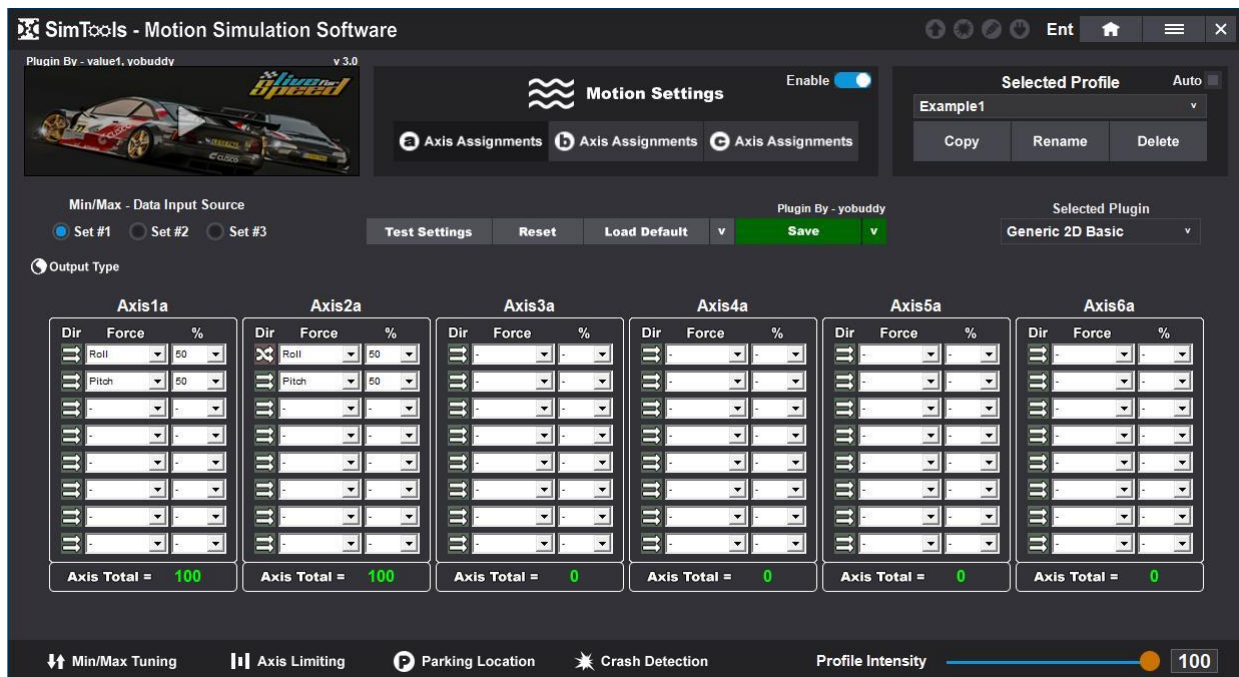 SimTools - Motion Simulation Software Ent
Plugin By - value1, yobuddy v 3.0
live for Speed
CUSCO
Motion Settings
Enable
a Axis Assignments b Axis Assignments c Axis Assignments
Selected Profile Auto
Example1 v
Copy Rename Delete
Min/Max - Data Input Source
Set #1 Set #2 Set #3
Plugin By - yobuddy
Test Settings Reset Load Default v Save v
Selected Plugin
Generic 2D Basic v
Output Type
Axis1a Axis2a Axis3a Axis4a Axis5a Axis6a
Dir Force % Dir Force % Dir Force % Dir Force % Dir Force % Dir Force %
Roll 50 Roll 50 - - - - - - - -
Pitch 50 Pitch 50 - - - - - - - -
- - - - - - - - - - - -
- - - - - - - - - - - -
- - - - - - - - - - - -
- - - - - - - - - - - -
- - - - - - - - - - - -
- - - - - - - - - - - -
Axis Total = 100 Axis Total = 100 Axis Total = 0 Axis Total = 0 Axis Total = 0 Axis Total = 0
Min/Max Tuning Axis Limiting P Parking Location Crash Detection Profile Intensity 100